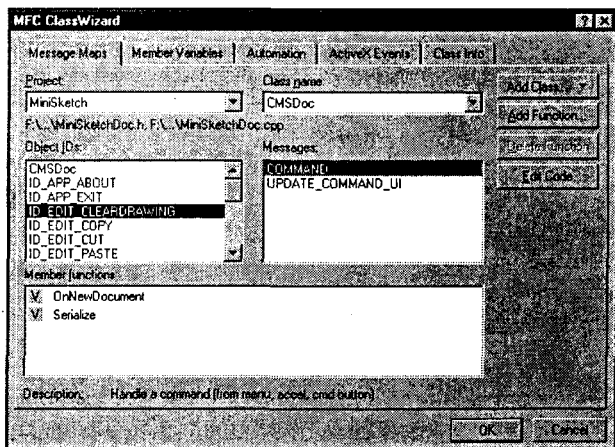 MFC ClassWizard
Message Maps Member Variables Automation ActiveX Events Class Info
Project: Class name:
MiniSketch CMSDoc
Add Class...
F:\...\MiniSketchDoc.h, F:\...\MiniSketchDoc.cpp
Add Function...
Object IDs: Messages:
Delete Function
CMSDoc COMMAND
Edit Code
ID_APP_ABOUT UPDATE_COMMAND_UI
ID_APP_EXIT
ID_EDIT_CLEARDRAWING
ID_EDIT_COPY
ID_EDIT_CUT
ID_EDIT_PASTE
Member functions:
V OnNewDocument
V Serialize
Description: Handle a command (from menu, accel, cmd button)
OK Cancel